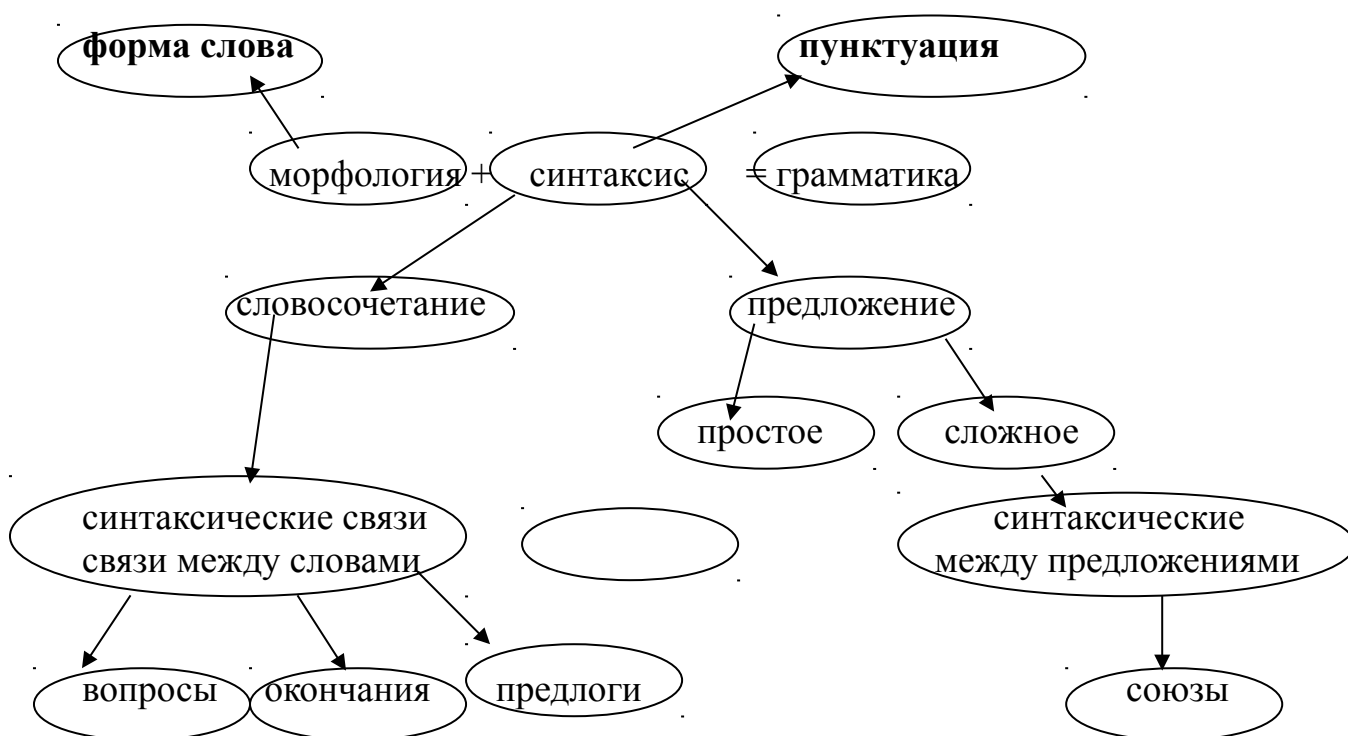 форма слова
пунктуация
морфология + синтаксис = грамматика
словосочетание
предложение
простое
сложное
синтаксические связи
связи между словами
синтаксические
между предложениями
вопросы
окончания
предлоги
союзы